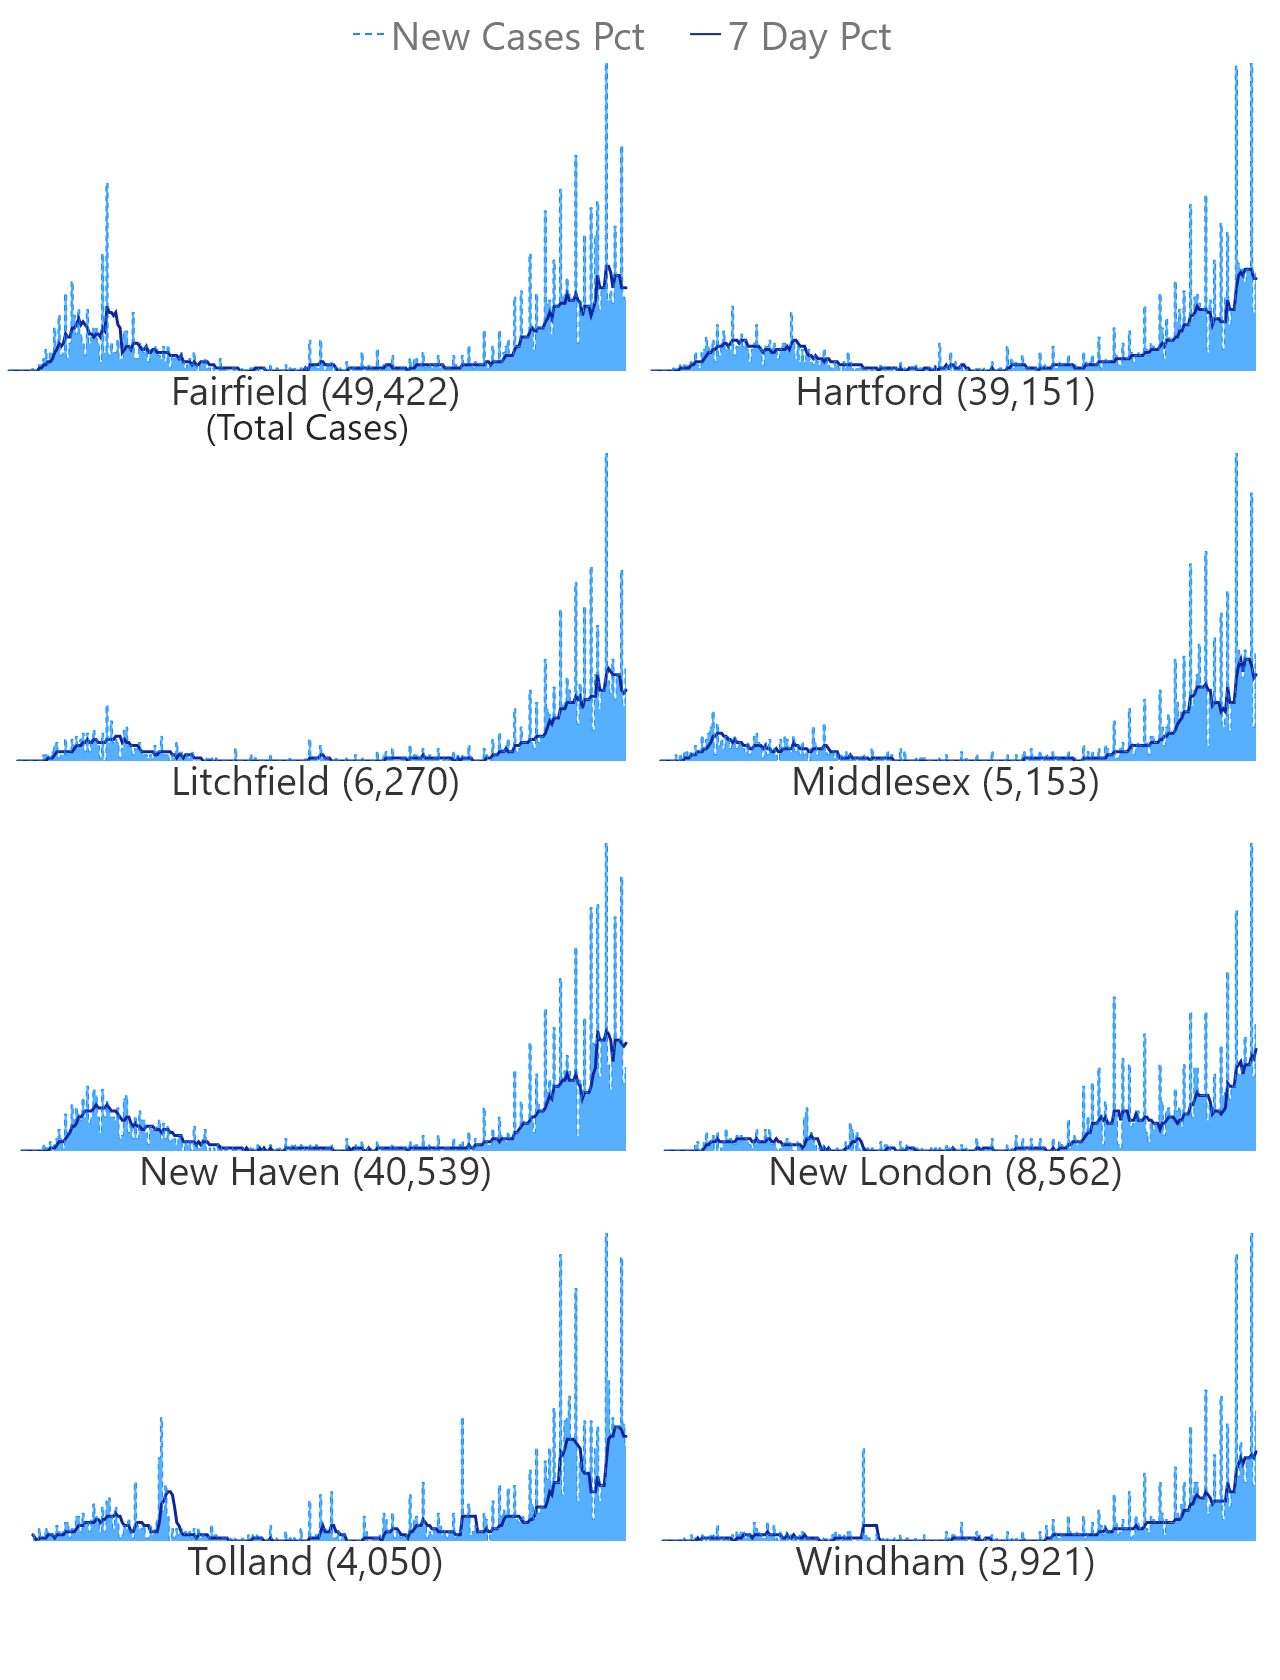 New Cases Pct 7 Day Pct
Fairfield (49,422) Hartford (39,151)
(Total Cases)
Litchfield (6,270) Middlesex (5,153)
New Haven (40,539) New London (8,562)
Tolland (4,050) Windham (3,921)